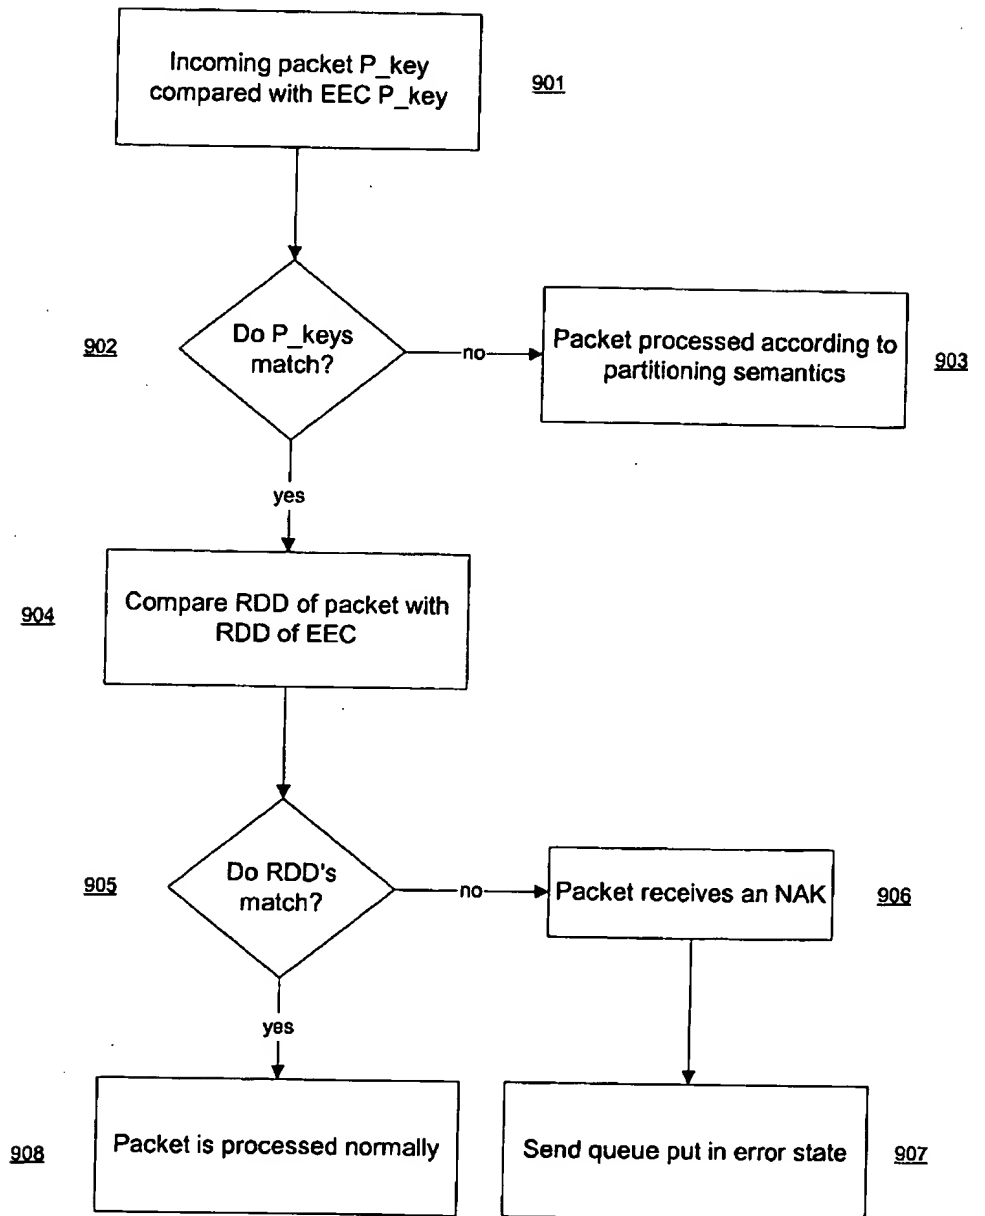 Incoming packet P_key
compared with EEC P_key
901
902
Do P_keys
match?
no
Packet processed according to
partitioning semantics
903
yes
904
Compare RDD of packet with
RDD of EEC
905
Do RDD's
match?
no
Packet receives an NAK
906
yes
908
Packet is processed normally
Send queue put in error state
907